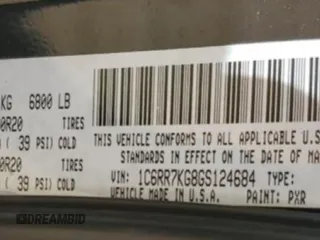 KG 6800 LB
0R20 TIRES
( 39 PSI) COLD
0R20 TIRES
( 39 PSI) COLD
THIS VEHICLE CONFORMS TO ALL APPLICABLE U.S
STANDARDS IN EFFECT ON THE DATE OF MA
VIN: 1C6RR7KG8GS124684 TYPE:
VEHICLE MADE IN U.S.A. PAINT: PXR
DREAMBID